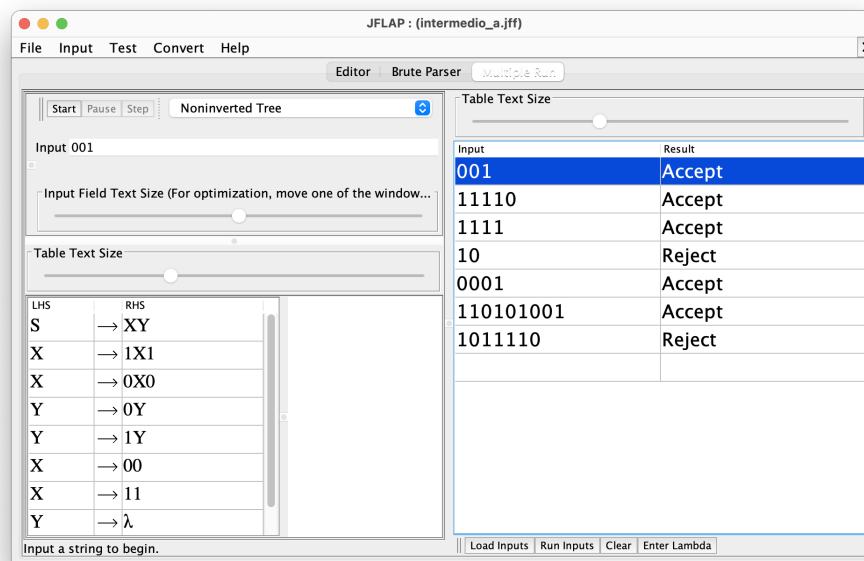 JFLAP : (intermedio_a.jff)
File Input Test Convert Help
Editor Brute Parser Multiple Run
Start Pause Step Noninverted Tree
Input 001
Input Field Text Size (For optimization, move one of the window...
Table Text Size
LHS RHS
S → XY
X → 1X1
X → 0X0
Y → 0Y
Y → 1Y
X → 00
X → 11
Y → λ
Input a string to begin.
Table Text Size
Input Result
001 Accept
11110 Accept
1111 Accept
10 Reject
0001 Accept
110101001 Accept
1011110 Reject
Load Inputs Run Inputs Clear Enter Lambda